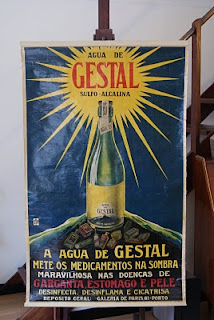 AGUA DE
GESTAL
SULFO-ALCALINA
GESTAL
A AGUA DE GESTAL
METE OS MEDICAMENTOS NA SOMBRA
MARAVILHOSA NAS DOENÇAS DE
GARGANTA, ESTOMAGO E PELE
DESINFECTA, DESINFLAMA E CICATRISA
DEPOSITO GERAL GALERIA DE PARIS, 81 · PORTO